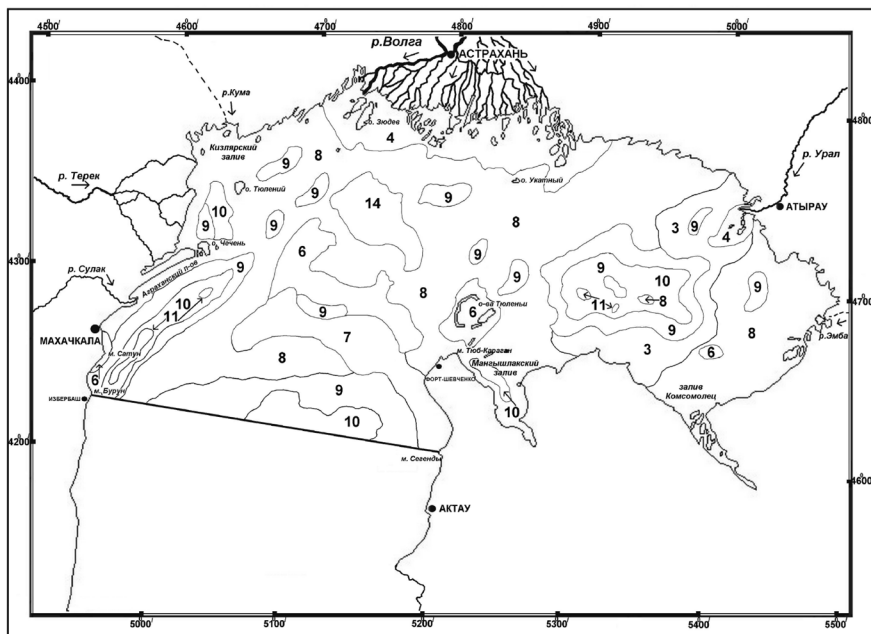 4500′ 4600′ 4700′ 4800′ 4900′ 5000′
р.Волга
АСТРАХАНЬ
4400′
р.Кума
4800′
о. Зюдев
4
Кизлярский
залив
8
р. Урал
9
р. Терек
о. Тюлений
о. Укатный
9
9
14
10
АТЫРАУ
9
9
3
9
4
8
о. Чечень
6
9
4300′
р. Сулак
Аграханский п-ов
9
9
9
10
9
8
о-ва Тюленьи
10
11
8
4700′
11
9
6
8
МАХАЧКАЛА
7
9
р.Эмба
м. Сатун
м. Тюб-Караган
3
6
8
Мангышлакский
залив
6
ФОРТ-ШЕВЧЕНКО
м. Бурун
9
залив
Комсомолец
ИЗБЕРБАШ
10
10
4200′
м. Сегенды
4600′
АКТАУ
5000′ 5100′ 5200′ 5300′ 5400′ 5500′